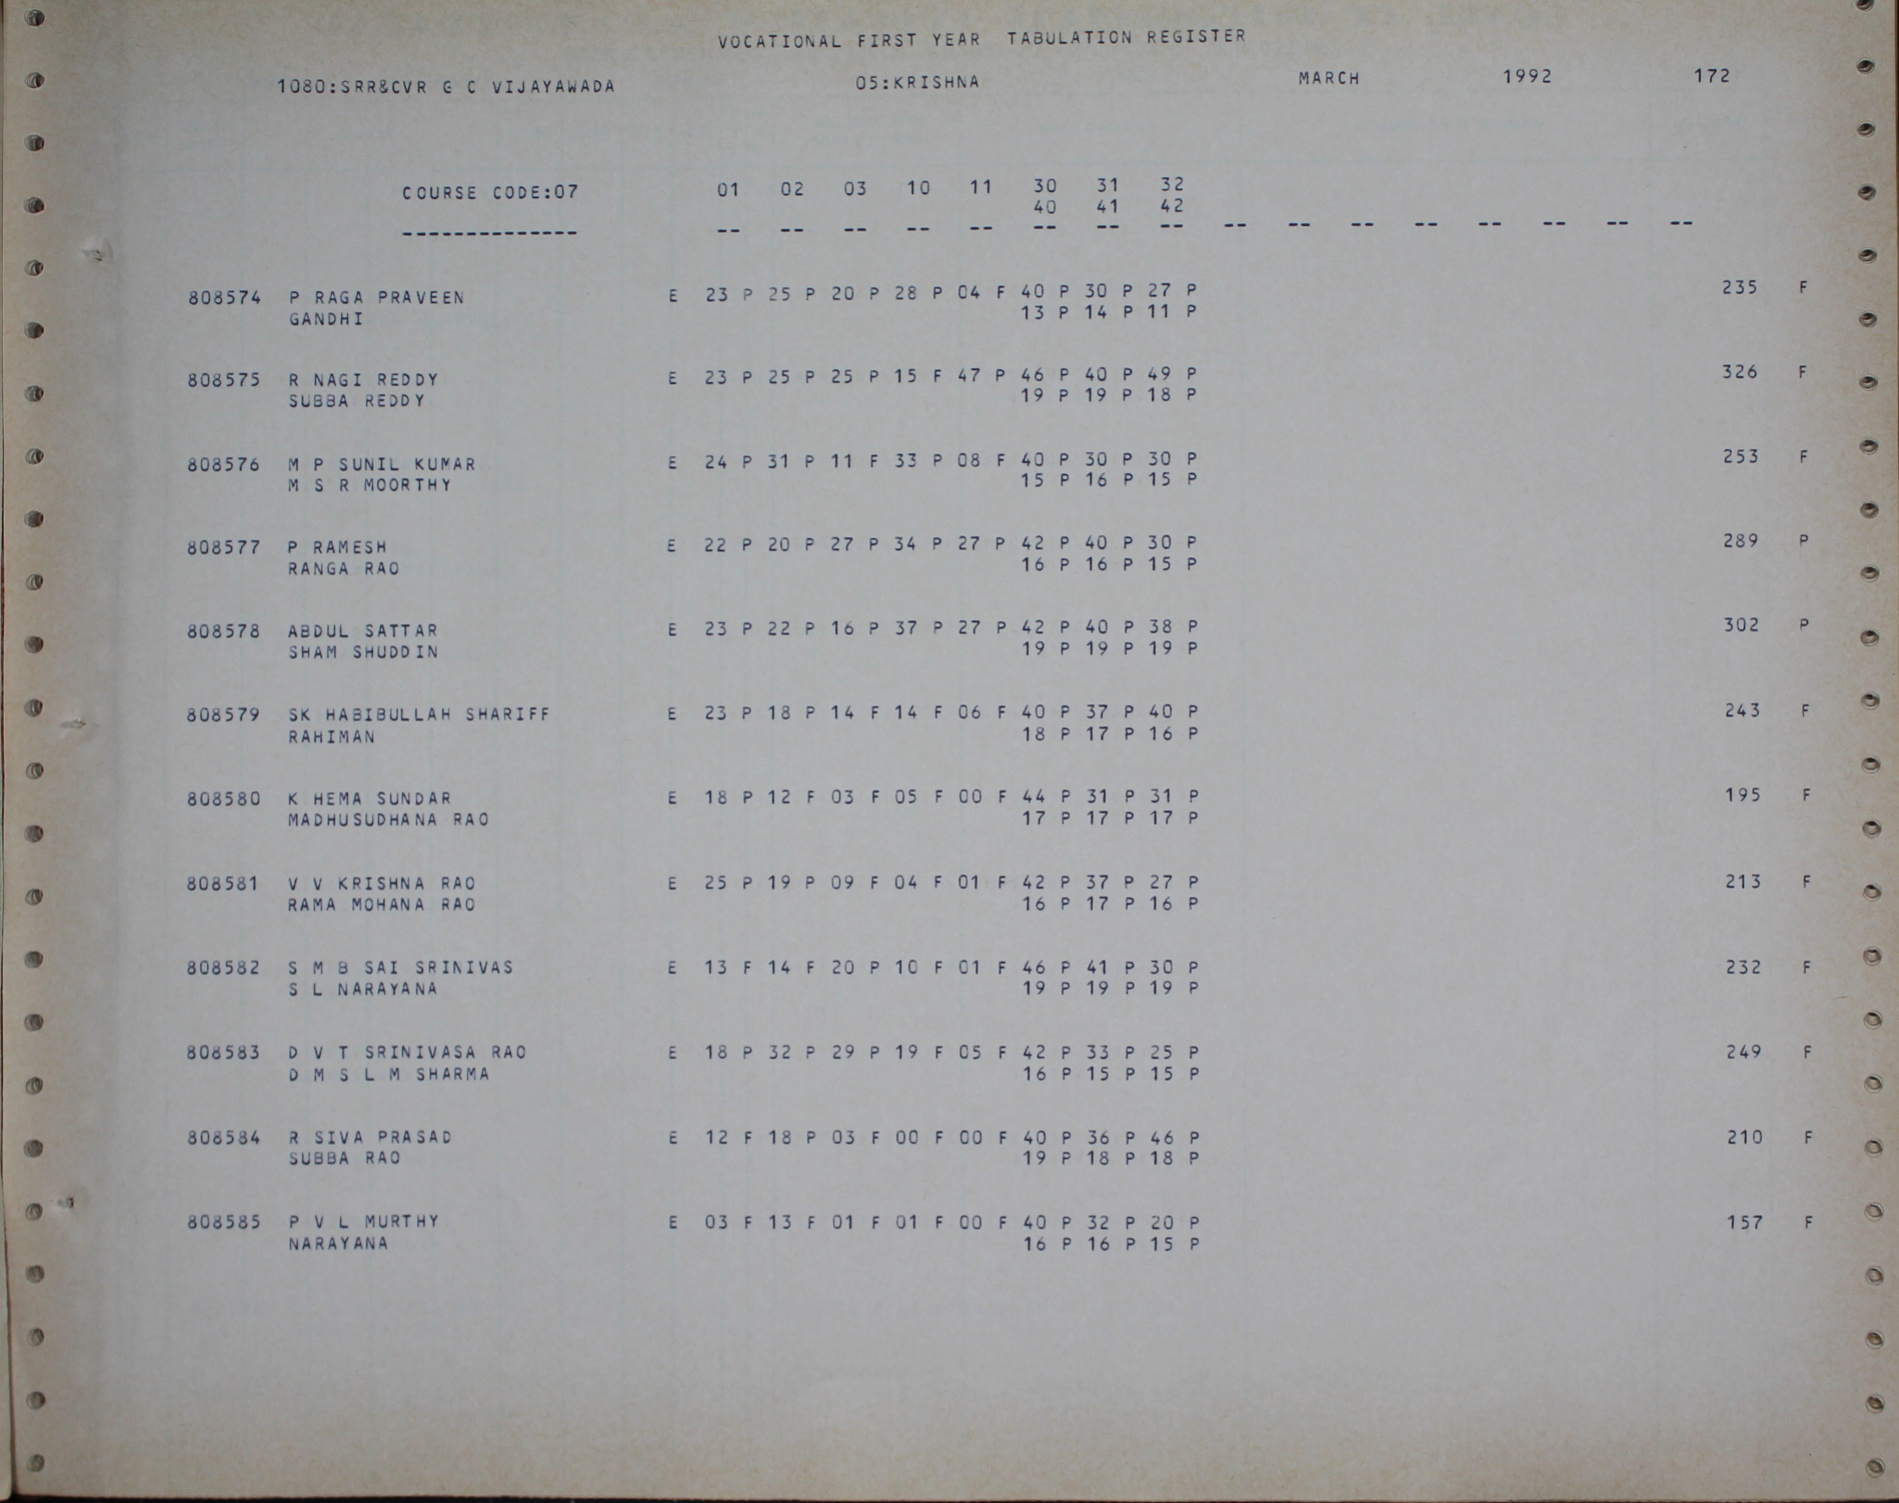 VOCATIONAL FIRST YEAR TABULATION REGISTER
1080:SRR&CVR G C VIJAYAWADA 05:KRISHNA MARCH 1992 172
COURSE CODE:07 01 02 03 10 11 30 31 32
40 41 42
-------------- -- -- -- -- -- -- -- -- -- -- -- -- -- -- -- --
808574 P RAGA PRAVEEN E 23 P 25 P 20 P 28 P 04 F 40 P 30 P 27 P 235 F
GANDHI 13 P 14 P 11 P
808575 R NAGI REDDY E 23 P 25 P 25 P 15 F 47 P 46 P 40 P 49 P 326 F
SUBBA REDDY 19 P 19 P 18 P
808576 M P SUNIL KUMAR E 24 P 31 P 11 F 33 P 08 F 40 P 30 P 30 P 253 F
M S R MOORTHY 15 P 16 P 15 P
808577 P RAMESH E 22 P 20 P 27 P 34 P 27 P 42 P 40 P 30 P 289 P
RANGA RAO 16 P 16 P 15 P
808578 ABDUL SATTAR E 23 P 22 P 16 P 37 P 27 P 42 P 40 P 38 P 302 P
SHAM SHUDDIN 19 P 19 P 19 P
808579 SK HABIBULLAH SHARIFF E 23 P 18 P 14 F 14 F 06 F 40 P 37 P 40 P 243 F
RAHIMAN 18 P 17 P 16 P
808580 K HEMA SUNDAR E 18 P 12 F 03 F 05 F 00 F 44 P 31 P 31 P 195 F
MADHUSUDHANA RAO 17 P 17 P 17 P
808581 V V KRISHNA RAO E 25 P 19 P 09 F 04 F 01 F 42 P 37 P 27 P 213 F
RAMA MOHANA RAO 16 P 17 P 16 P
808582 S M B SAI SRINIVAS E 13 F 14 F 20 P 10 F 01 F 46 P 41 P 30 P 232 F
S L NARAYANA 19 P 19 P 19 P
808583 D V T SRINIVASA RAO E 18 P 32 P 29 P 19 F 05 F 42 P 33 P 25 P 249 F
D M S L M SHARMA 16 P 15 P 15 P
808584 R SIVA PRASAD E 12 F 18 P 03 F 00 F 00 F 40 P 36 P 46 P 210 F
SUBBA RAO 19 P 18 P 18 P
808585 P V L MURTHY E 03 F 13 F 01 F 01 F 00 F 40 P 32 P 20 P 157 F
NARAYANA 16 P 16 P 15 P